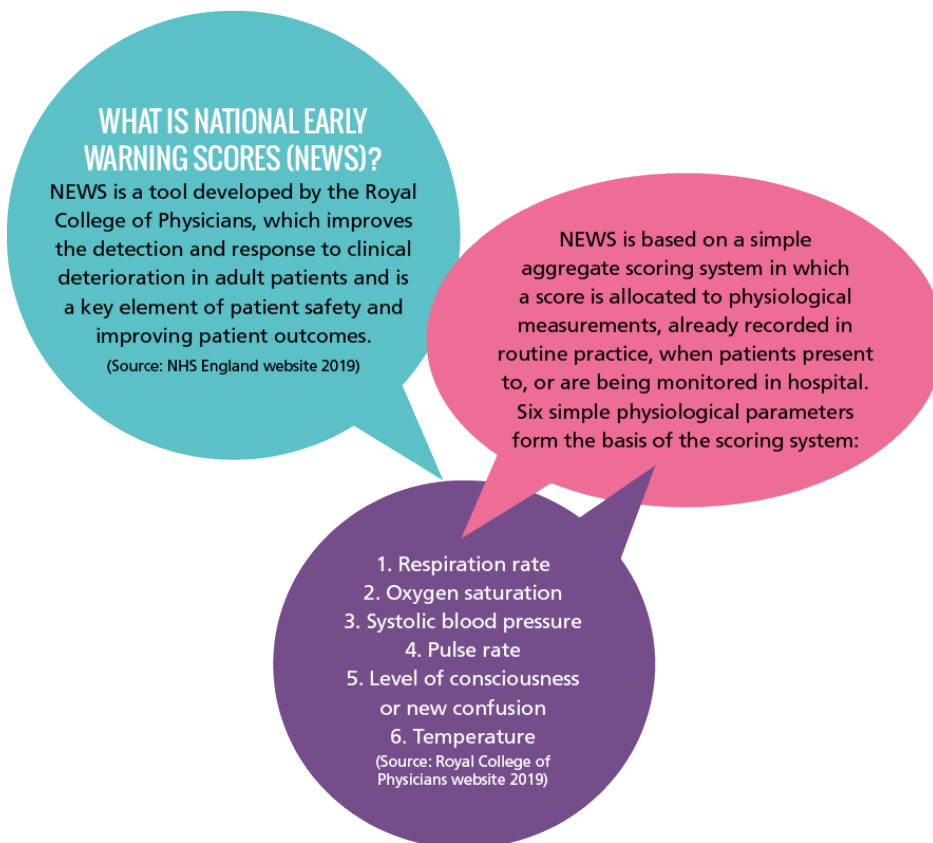 WHAT IS NATIONAL EARLY
WARNING SCORES (NEWS)?
NEWS is a tool developed by the Royal
College of Physicians, which improves
the detection and response to clinical
deterioration in adult patients and is
a key element of patient safety and
improving patient outcomes.
(Source: NHS England website 2019)
NEWS is based on a simple
aggregate scoring system in which
a score is allocated to physiological
measurements, already recorded in
routine practice, when patients present
to, or are being monitored in hospital.
Six simple physiological parameters
form the basis of the scoring system:
1. Respiration rate
2. Oxygen saturation
3. Systolic blood pressure
4. Pulse rate
5. Level of consciousness
or new confusion
6. Temperature
(Source: Royal College of
Physicians website 2019)